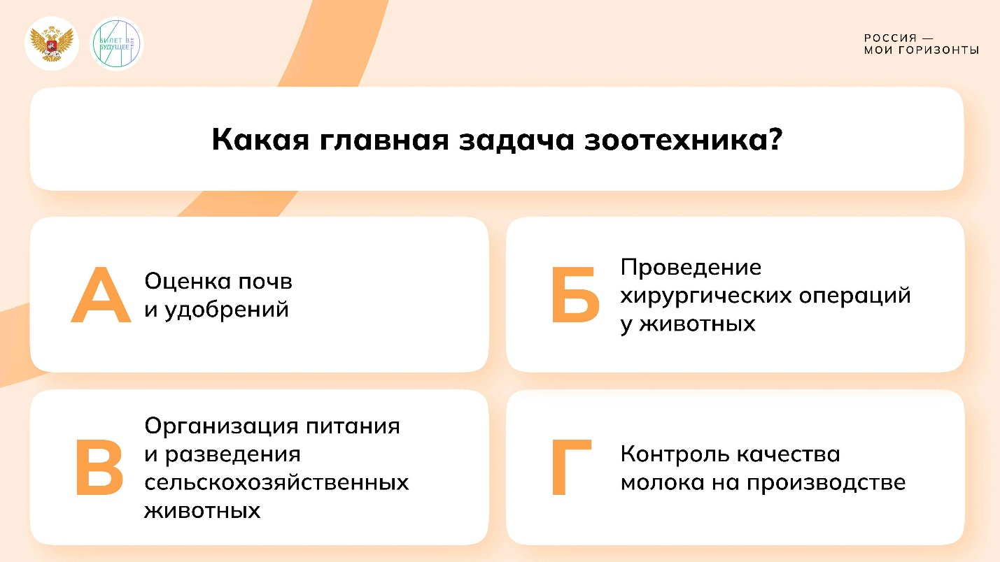 БИЛЕТ В
БУДУЩЕЕ
ТВОЁ
РОССИЯ —
МОИ ГОРИЗОНТЫ
Какая главная задача зоотехника?
А
Оценка почв
и удобрений
Б
Проведение
хирургических операций
у животных
В
Организация питания
и разведения
сельскохозяйственных
животных
Г
Контроль качества
молока на производстве